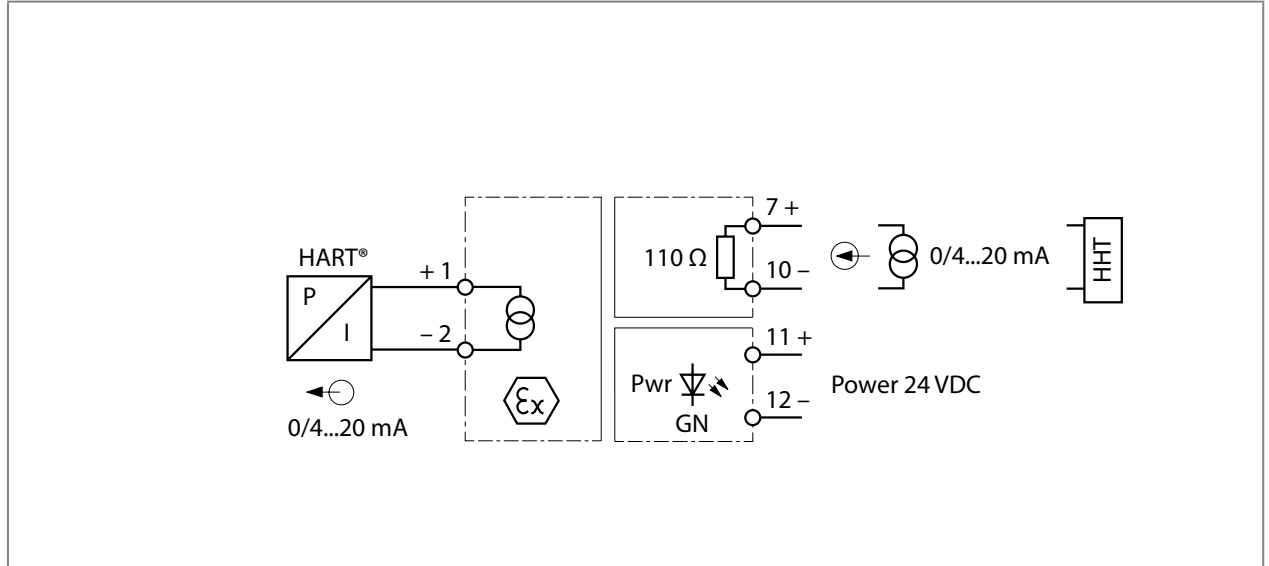 HART®
P
I
+ 1
– 2
0/4...20 mA
Ex
110 Ω
7 +
10 –
0/4...20 mA
HHT
Pwr
GN
11 +
12 –
Power 24 VDC